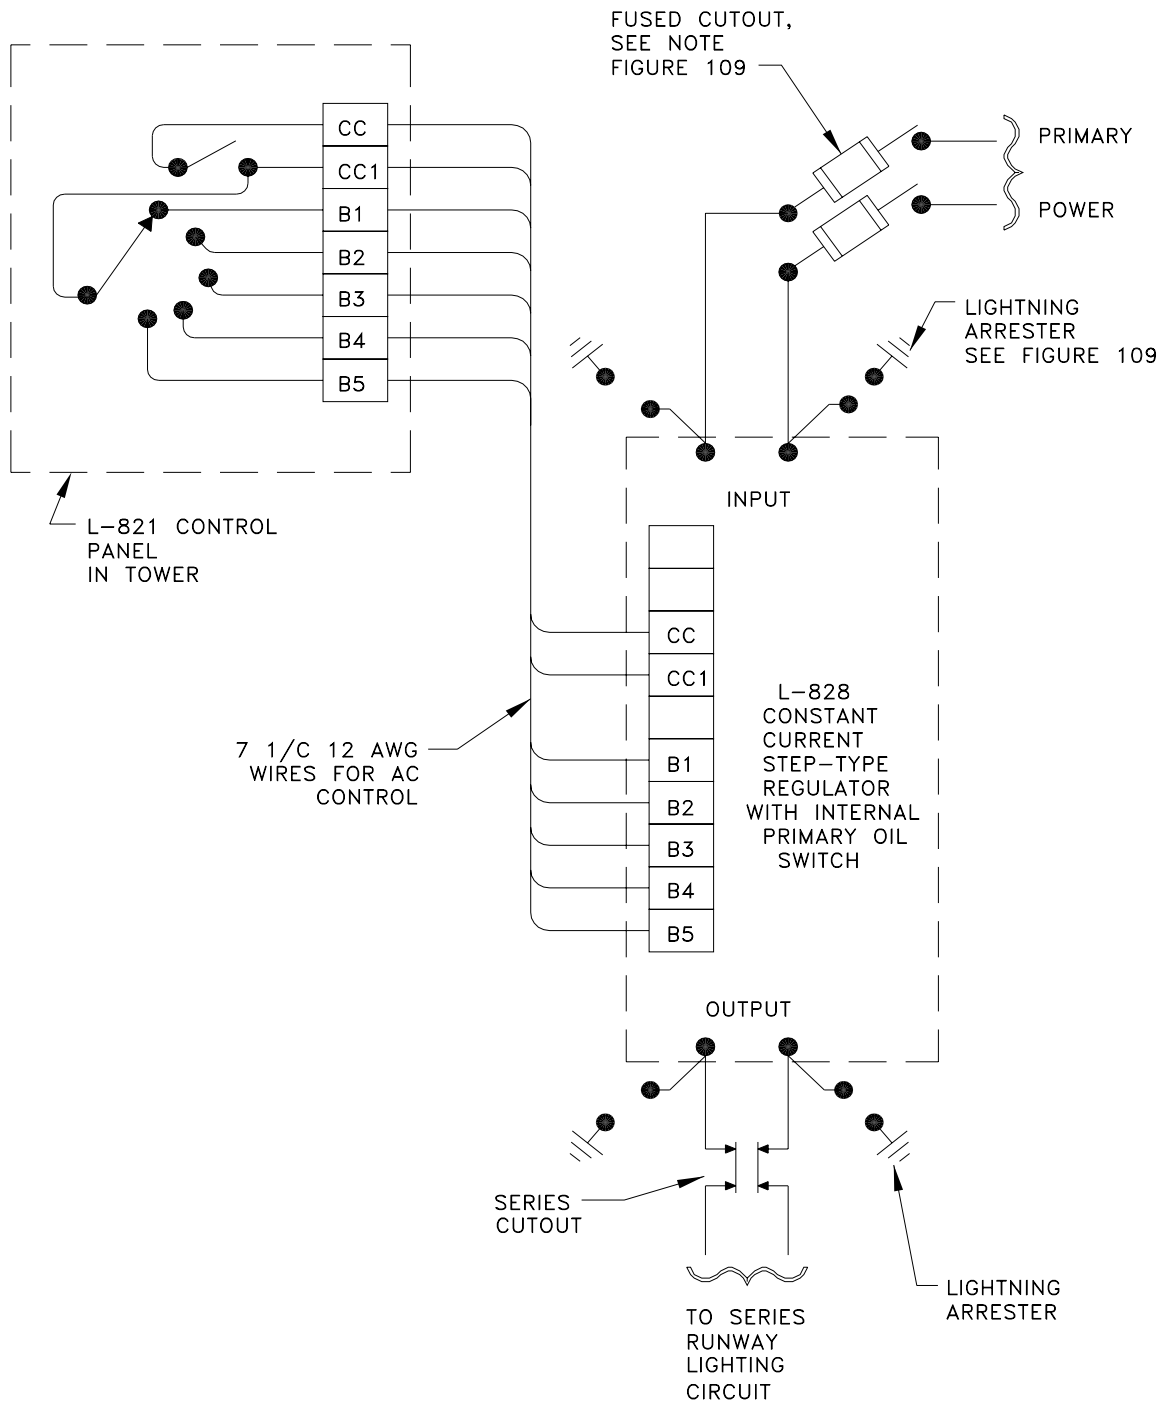 FUSED CUTOUT,
SEE NOTE
FIGURE 109
PRIMARY
POWER
CC
CC1
B1
B2
B3
B4
B5
LIGHTNING
ARRESTER
SEE FIGURE 109
L-821 CONTROL
PANEL
IN TOWER
INPUT
CC
CC1
B1
B2
B3
B4
B5
L-828
CONSTANT
CURRENT
STEP-TYPE
REGULATOR
WITH INTERNAL
PRIMARY OIL
SWITCH
7 1/C 12 AWG
WIRES FOR AC
CONTROL
OUTPUT
SERIES
CUTOUT
LIGHTNING
ARRESTER
TO SERIES
RUNWAY
LIGHTING
CIRCUIT